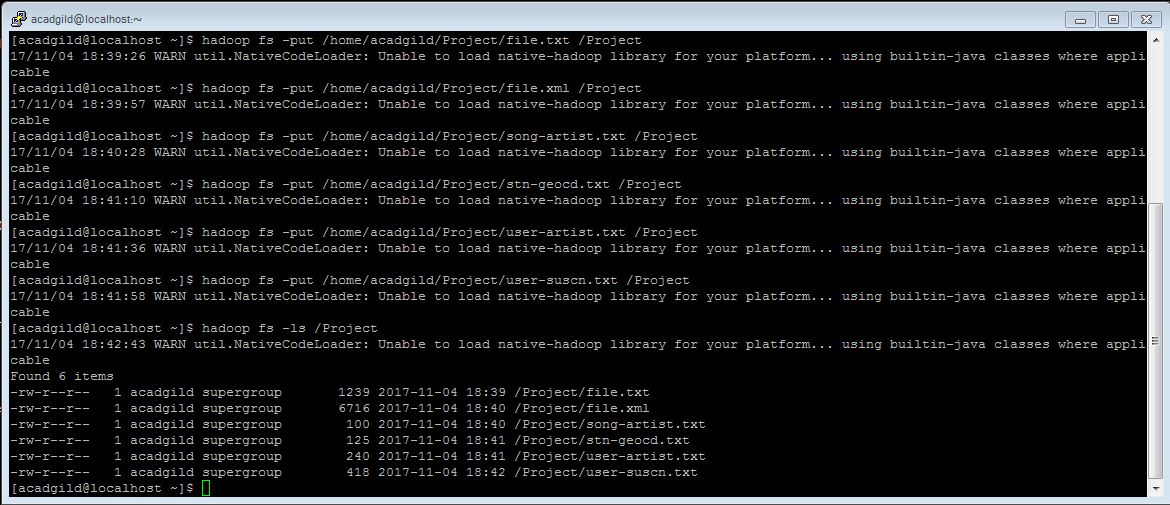 acadgild@localhost:~
[acadgild@localhost ~]$ hadoop fs -put /home/acadgild/Project/file.txt /Project
17/11/04 18:39:26 WARN util.NativeCodeLoader: Unable to load native-hadoop library for your platform... using builtin-java classes where appli
cable
[acadgild@localhost ~]$ hadoop fs -put /home/acadgild/Project/file.xml /Project
17/11/04 18:39:57 WARN util.NativeCodeLoader: Unable to load native-hadoop library for your platform... using builtin-java classes where appli
cable
[acadgild@localhost ~]$ hadoop fs -put /home/acadgild/Project/song-artist.txt /Project
17/11/04 18:40:28 WARN util.NativeCodeLoader: Unable to load native-hadoop library for your platform... using builtin-java classes where appli
cable
[acadgild@localhost ~]$ hadoop fs -put /home/acadgild/Project/stn-geocd.txt /Project
17/11/04 18:41:10 WARN util.NativeCodeLoader: Unable to load native-hadoop library for your platform... using builtin-java classes where appli
cable
[acadgild@localhost ~]$ hadoop fs -put /home/acadgild/Project/user-artist.txt /Project
17/11/04 18:41:36 WARN util.NativeCodeLoader: Unable to load native-hadoop library for your platform... using builtin-java classes where appli
cable
[acadgild@localhost ~]$ hadoop fs -put /home/acadgild/Project/user-suscn.txt /Project
17/11/04 18:41:58 WARN util.NativeCodeLoader: Unable to load native-hadoop library for your platform... using builtin-java classes where appli
cable
[acadgild@localhost ~]$ hadoop fs -ls /Project
17/11/04 18:42:43 WARN util.NativeCodeLoader: Unable to load native-hadoop library for your platform... using builtin-java classes where appli
cable
Found 6 items
-rw-r--r--   1 acadgild supergroup       1239 2017-11-04 18:39 /Project/file.txt
-rw-r--r--   1 acadgild supergroup       6716 2017-11-04 18:40 /Project/file.xml
-rw-r--r--   1 acadgild supergroup        100 2017-11-04 18:40 /Project/song-artist.txt
-rw-r--r--   1 acadgild supergroup        125 2017-11-04 18:41 /Project/stn-geocd.txt
-rw-r--r--   1 acadgild supergroup        240 2017-11-04 18:41 /Project/user-artist.txt
-rw-r--r--   1 acadgild supergroup        418 2017-11-04 18:42 /Project/user-suscn.txt
[acadgild@localhost ~]$